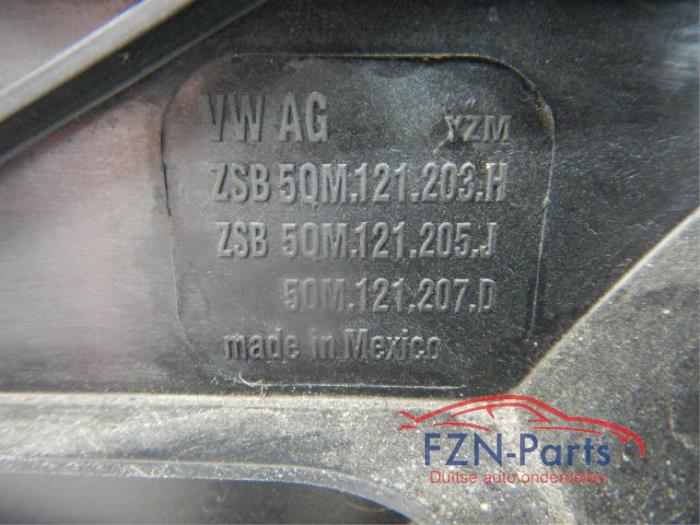 VW AG YZM
ZSB 5QM.121.203.H
ZSB 5QM.121.205.J
5QM.121.207.D
made in Mexico
FZN-Parts
Duitse auto onderdelen